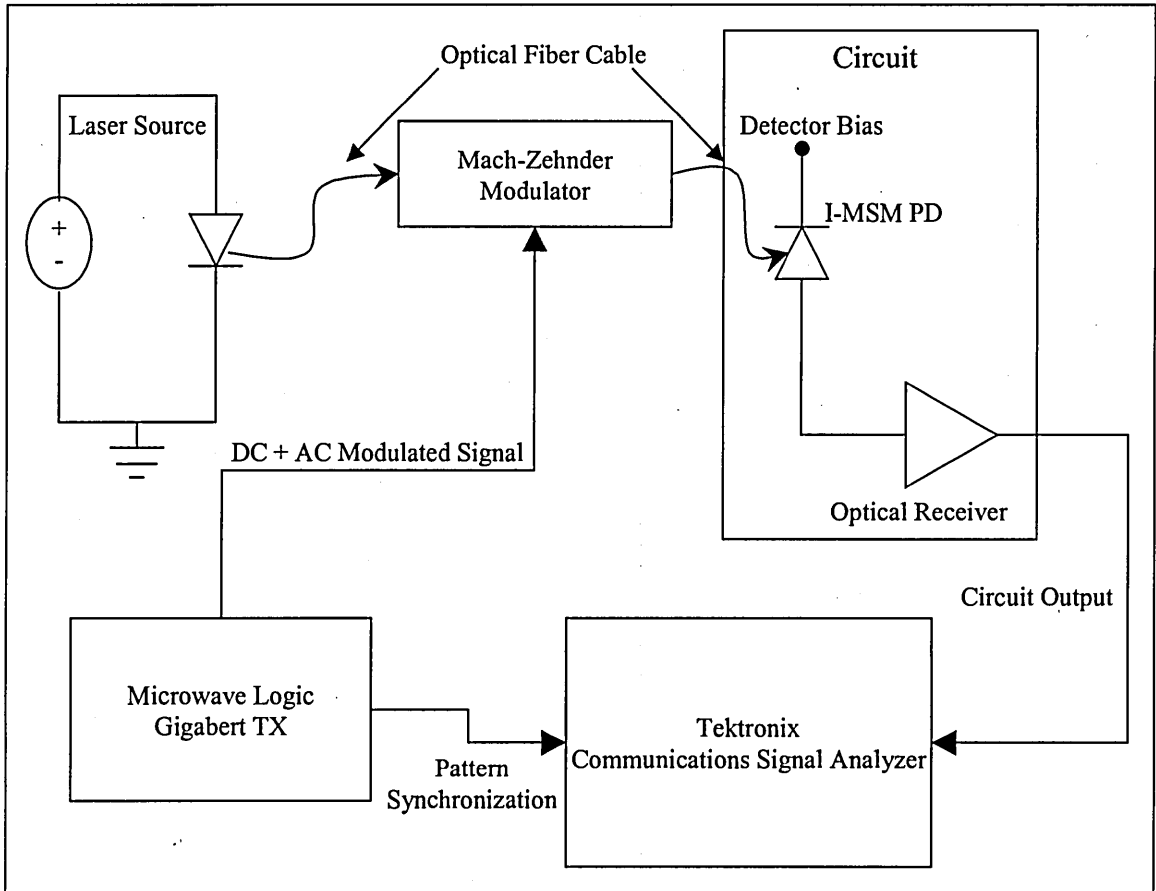 Optical Fiber Cable
Circuit
Laser Source
Detector Bias
Mach-Zehnder
Modulator
I-MSM PD
+
-
DC + AC Modulated Signal
Optical Receiver
Circuit Output
Microwave Logic
Gigabert TX
Tektronix
Communications Signal Analyzer
Pattern
Synchronization